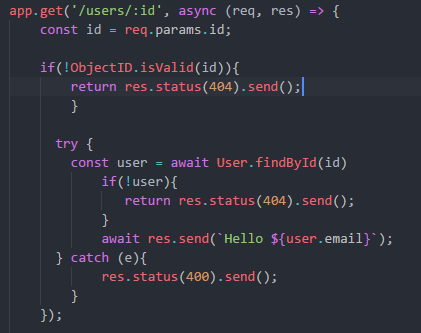 app.get('/users/:id', async (req, res) => {
    const id = req.params.id;

    if(!ObjectID.isValid(id)){
        return res.status(404).send();
        }

      try {
        const user = await User.findById(id)
            if(!user){
               return res.status(404).send();
            }
            await res.send(`Hello ${user.email}`);
      } catch (e){
            res.status(400).send();
        }
    });